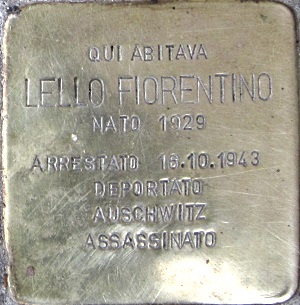 QUI ABITAVA
LELLO FIORENTINO
NATO 1929
ARRESTATO 16.10.1943
DEPORTATO
AUSCHWITZ
ASSASSINATO